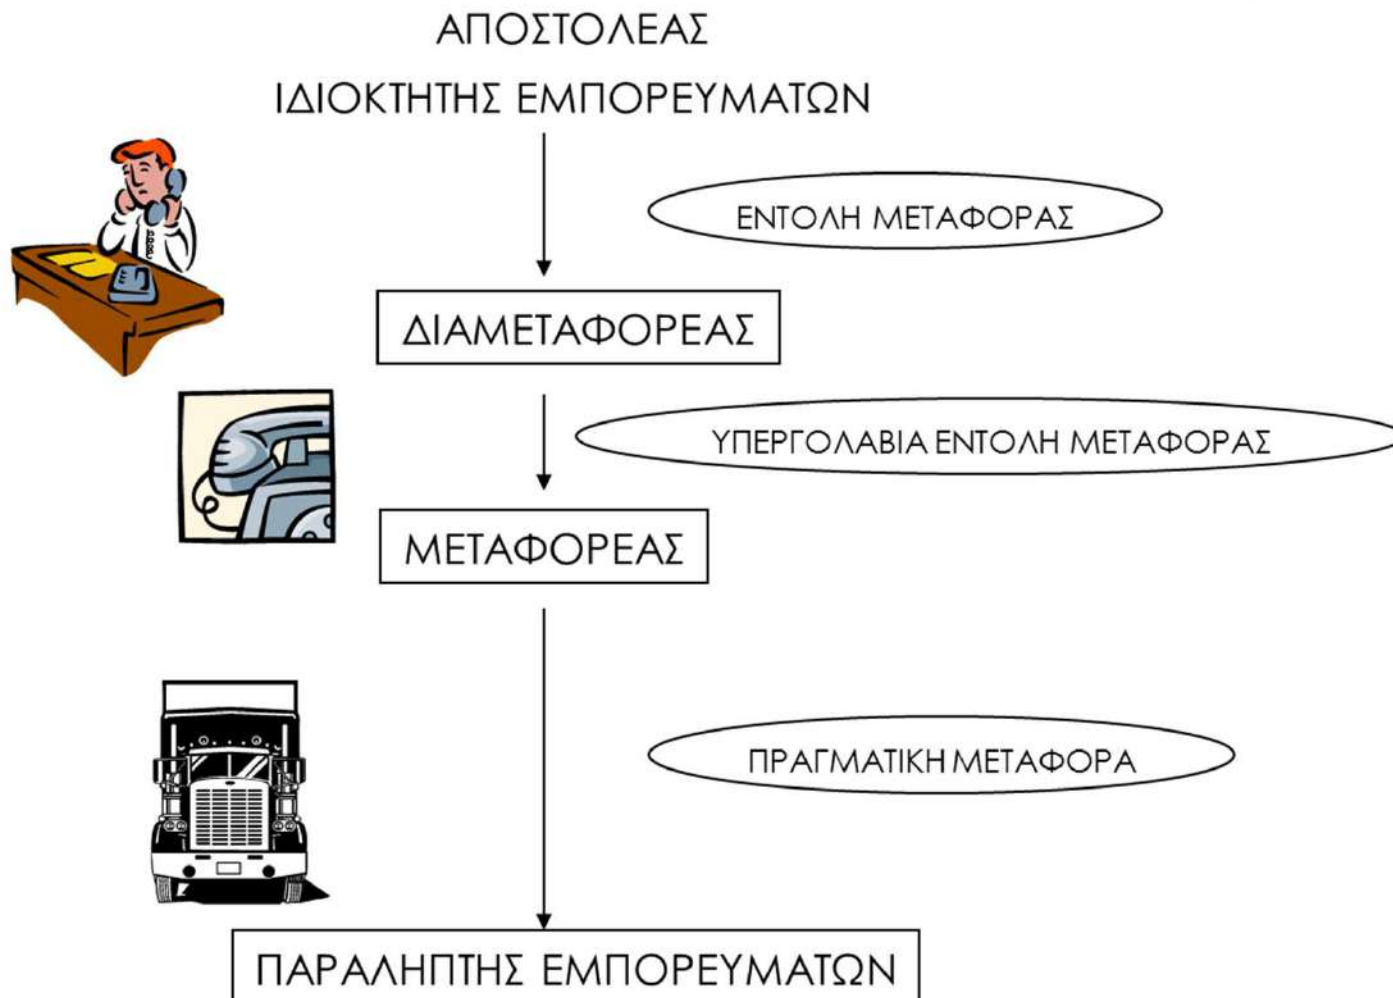 ΑΠΟΣΤΟΛΕΑΣ
ΙΔΙΟΚΤΗΤΗΣ ΕΜΠΟΡΕΥΜΑΤΩΝ
ΕΝΤΟΛΗ ΜΕΤΑΦΟΡΑΣ
ΔΙΑΜΕΤΑΦΟΡΕΑΣ
ΥΠΕΡΓΟΛΑΒΙΑ ΕΝΤΟΛΗ ΜΕΤΑΦΟΡΑΣ
ΜΕΤΑΦΟΡΕΑΣ
ΠΡΑΓΜΑΤΙΚΗ ΜΕΤΑΦΟΡΑ
ΠΑΡΑΛΗΠΤΗΣ ΕΜΠΟΡΕΥΜΑΤΩΝ